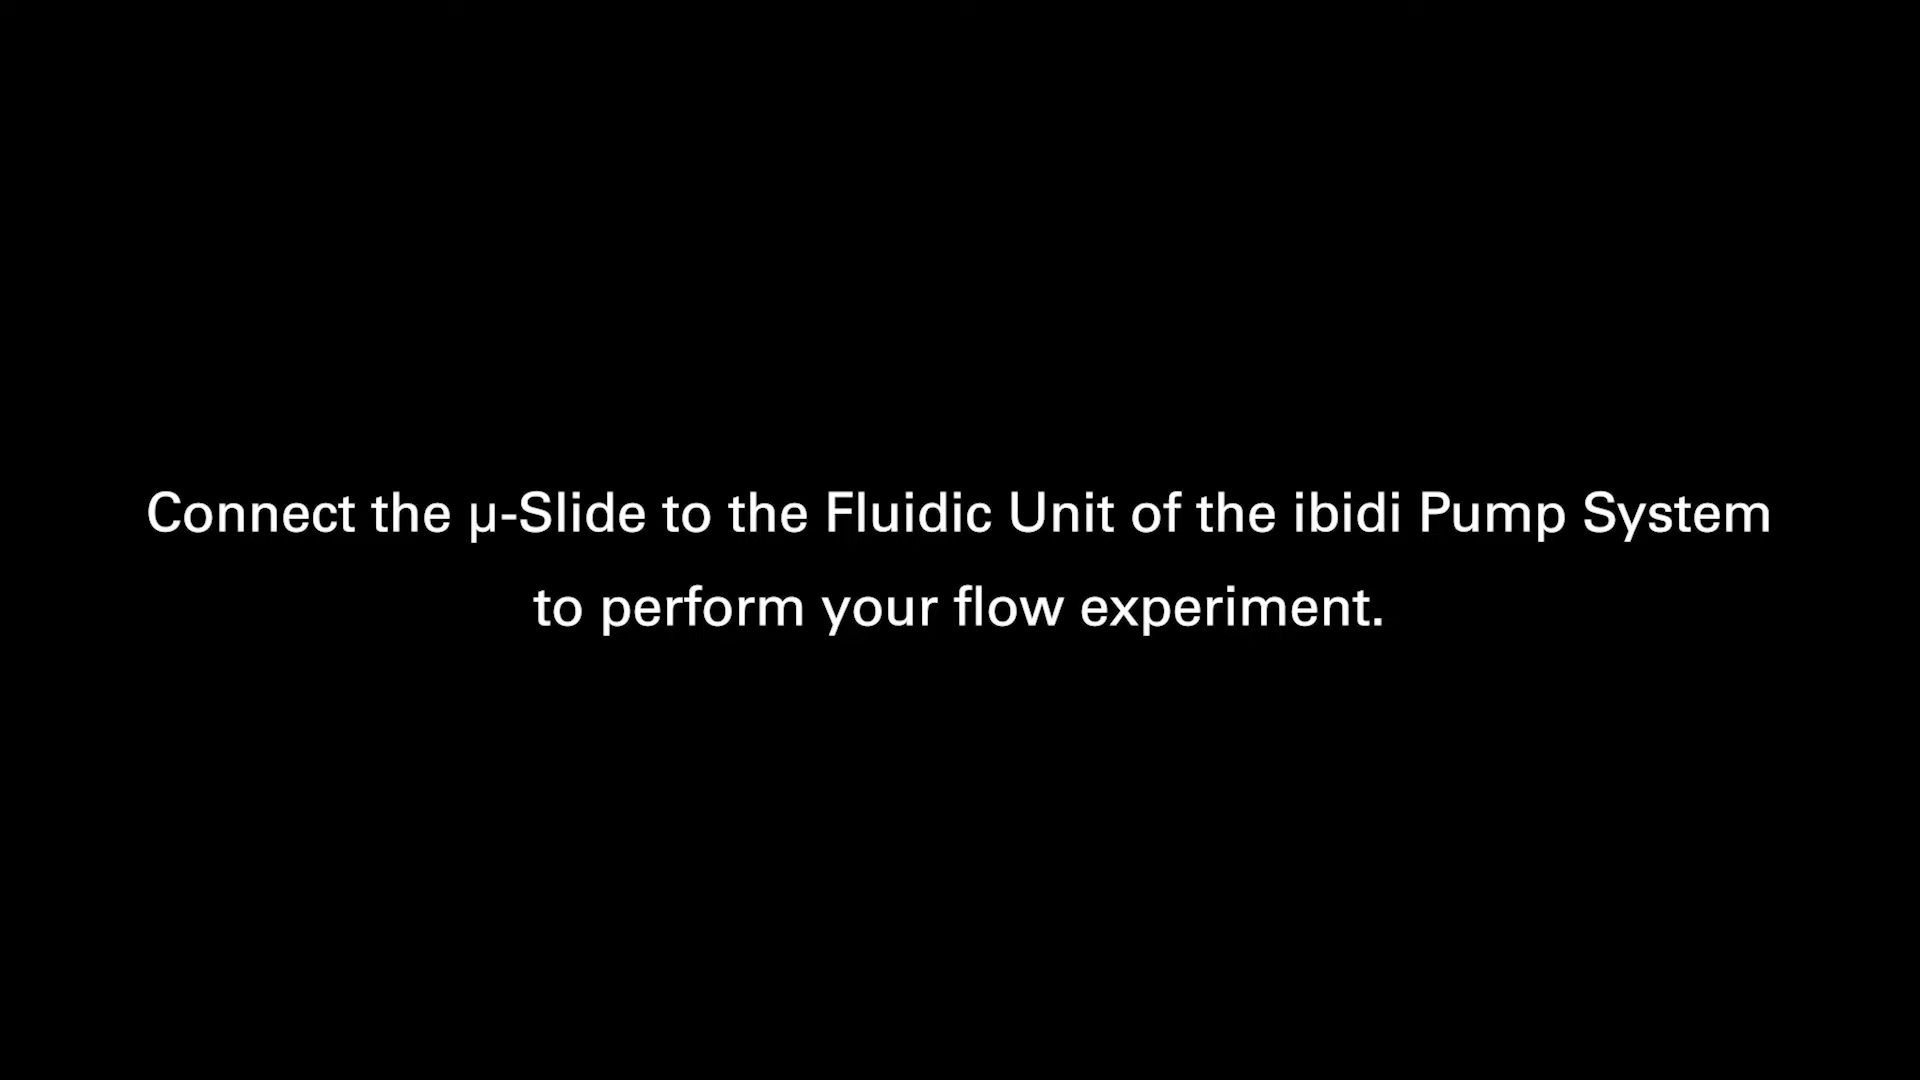 Connect the µ-Slide to the Fluidic Unit of the ibidi Pump System
to perform your flow experiment.